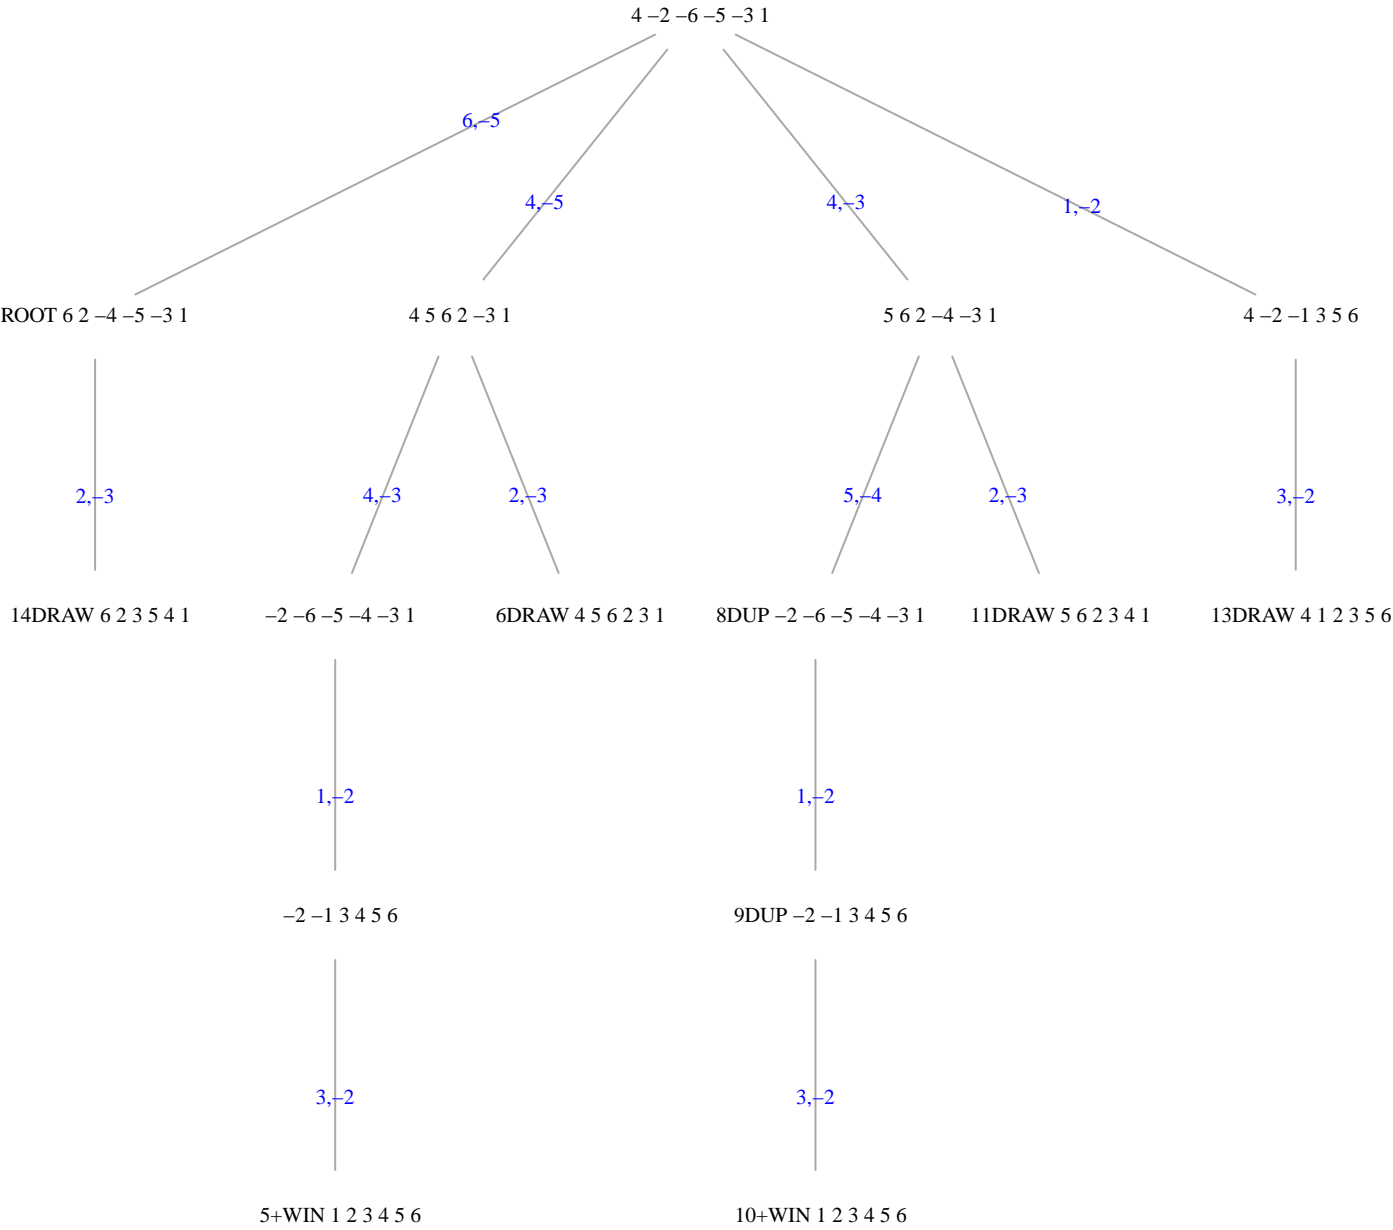 4 –2 –6 –5 –3 1
6,–5
4,–5
4,–3
1,–2
ROOT 6 2 –4 –5 –3 1
4 5 6 2 –3 1
5 6 2 –4 –3 1
4 –2 –1 3 5 6
2,–3
4,–3
2,–3
5,–4
2,–3
3,–2
14DRAW 6 2 3 5 4 1
–2 –6 –5 –4 –3 1
6DRAW 4 5 6 2 3 1
8DUP –2 –6 –5 –4 –3 1
11DRAW 5 6 2 3 4 1
13DRAW 4 1 2 3 5 6
1,–2
1,–2
–2 –1 3 4 5 6
9DUP –2 –1 3 4 5 6
3,–2
3,–2
5+WIN 1 2 3 4 5 6
10+WIN 1 2 3 4 5 6